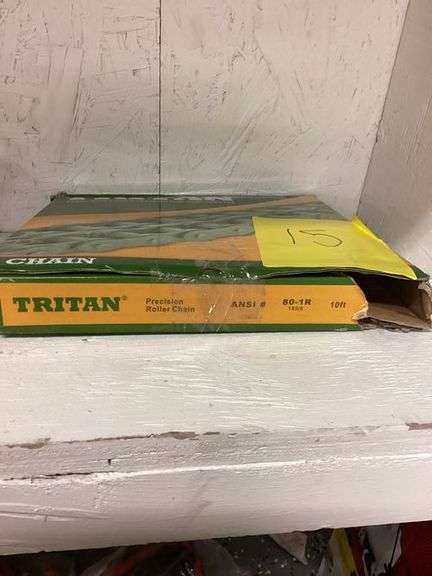 15
CHAIN
TRITAN®
Precision
Roller Chain
ANSI #
80-1R
10ft